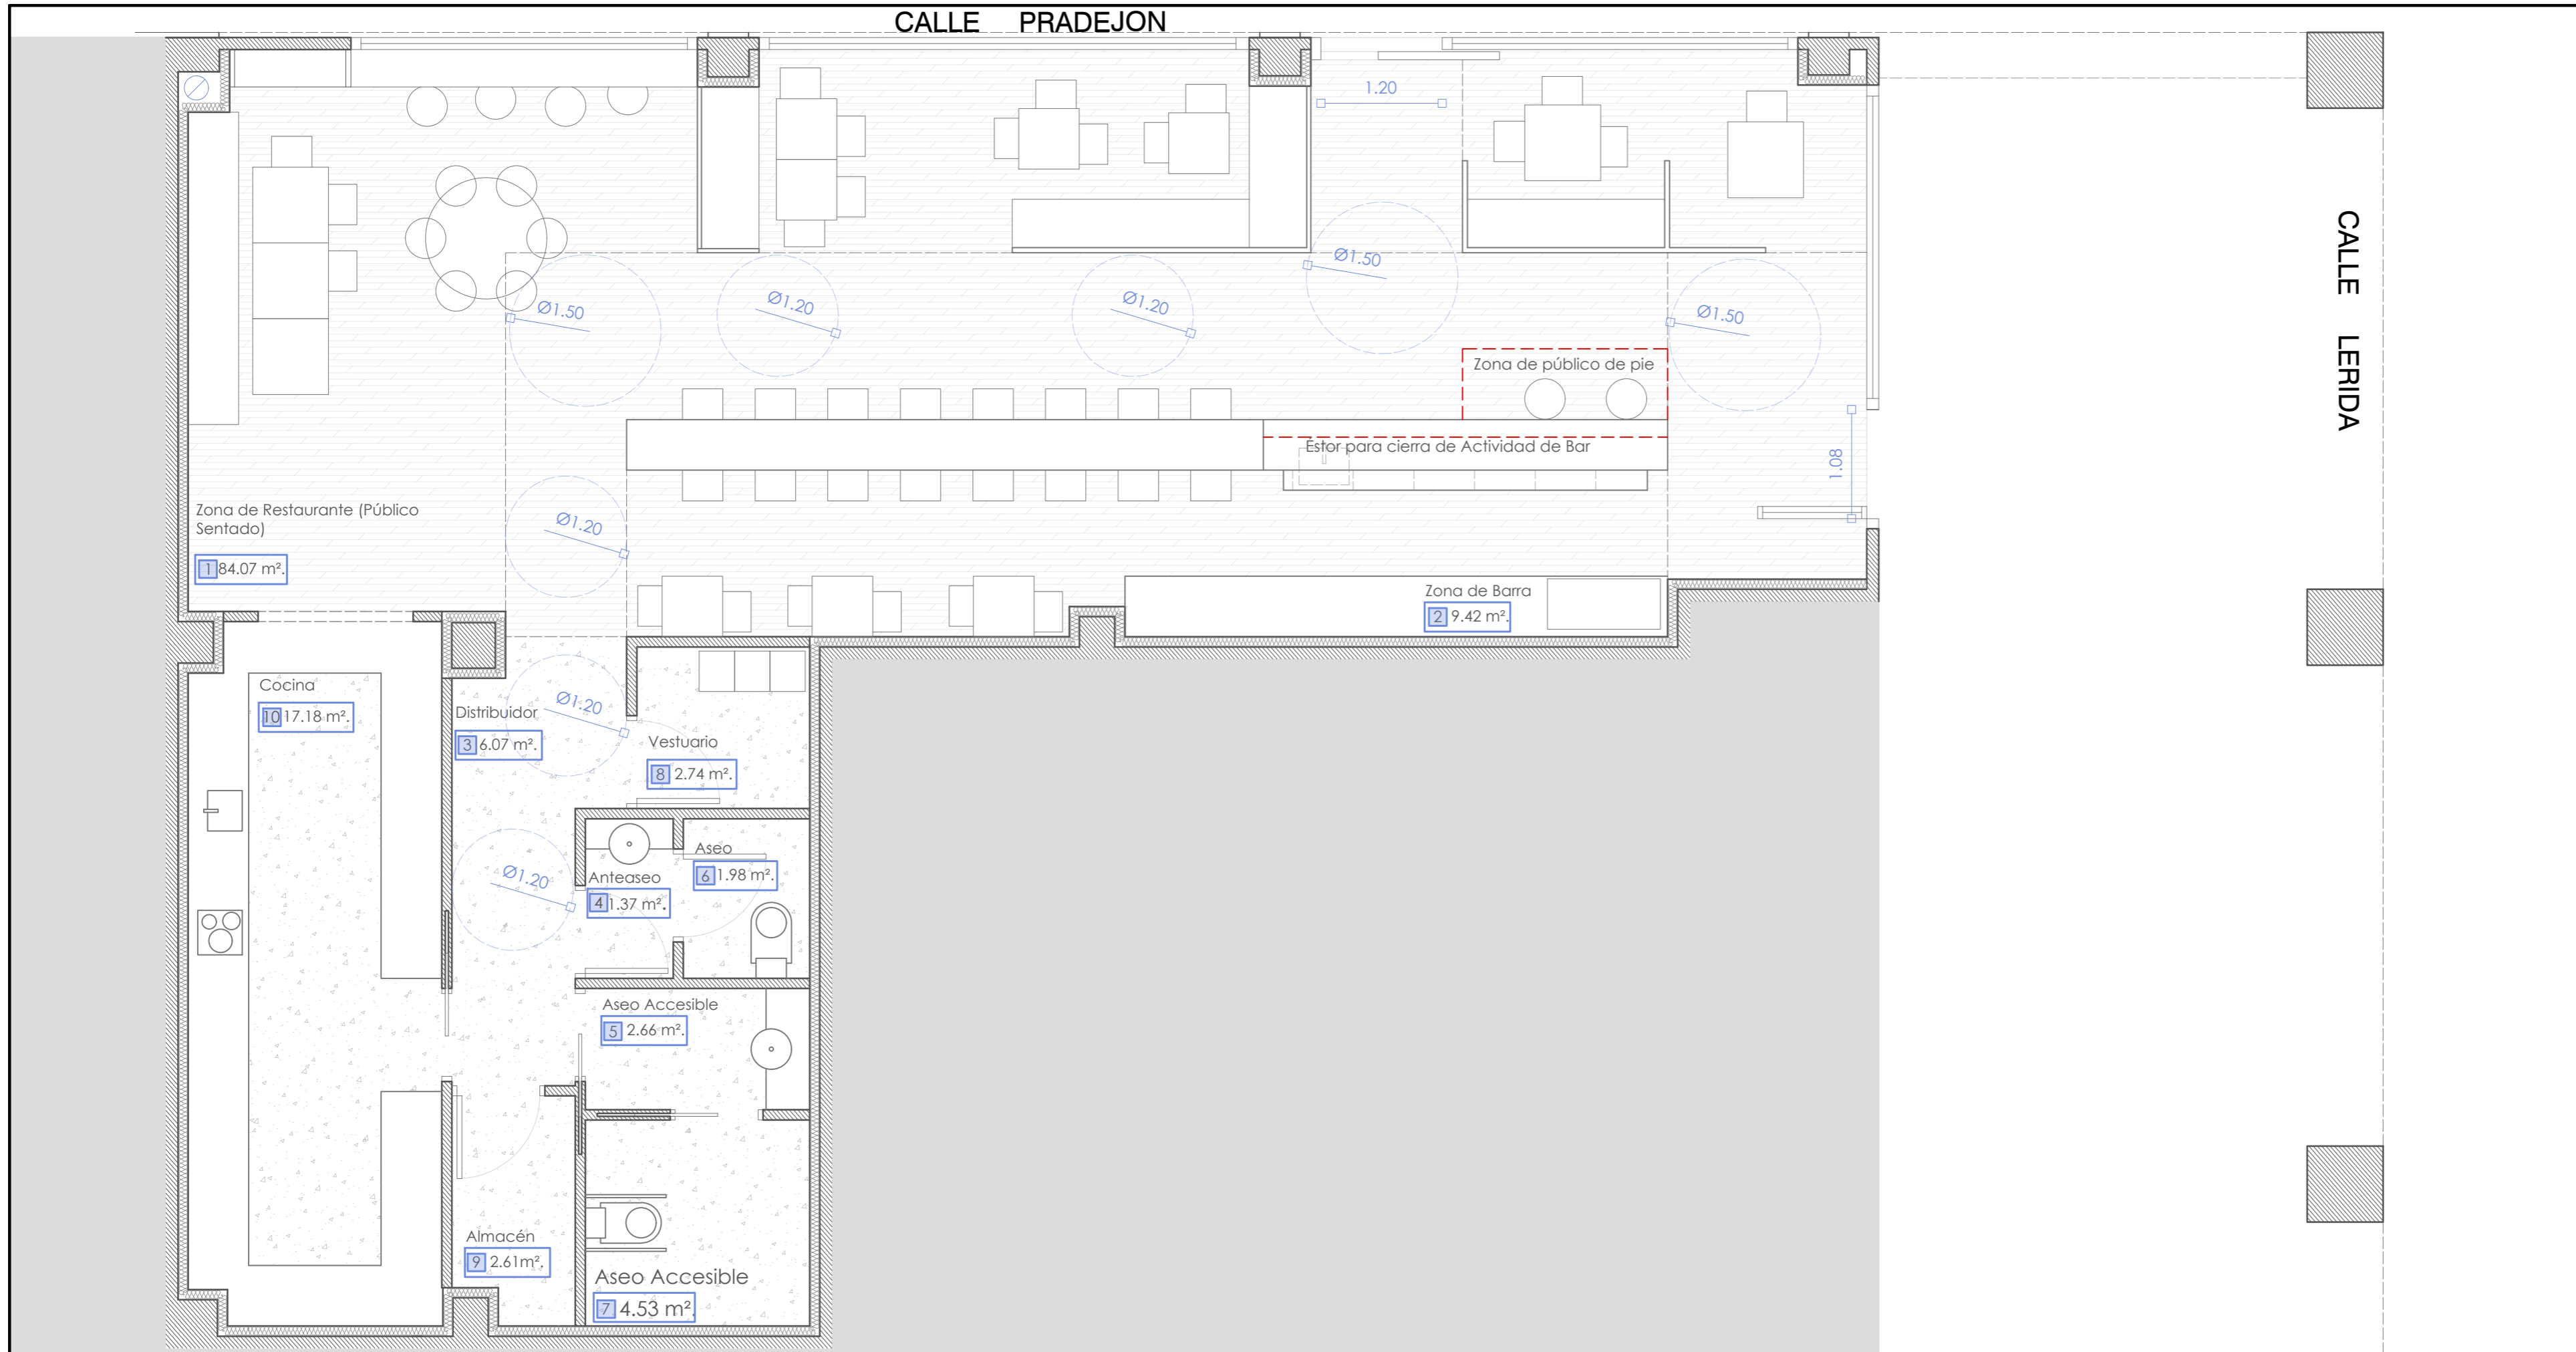 CALLE PRADEJON
1.20
CALLE LERIDA
Ø1.50
Ø1.20
Ø1.20
Ø1.50
Ø1.50
Zona de público de pie
Estor para cierra de Actividad de Bar
1.08
Zona de Restaurante (Público
Sentado)
1 84.07 m².
Ø1.20
Zona de Barra
2 9.42 m².
Cocina
10 17.18 m².
Distribuidor
3 6.07 m².
Ø1.20
Vestuario
8 2.74 m².
Ø1.20
Anteaseo
4 1.37 m².
Aseo
6 1.98 m².
Aseo Accesible
5 2.66 m².
Almacén
9 2.61m².
Aseo Accesible
7 4.53 m².